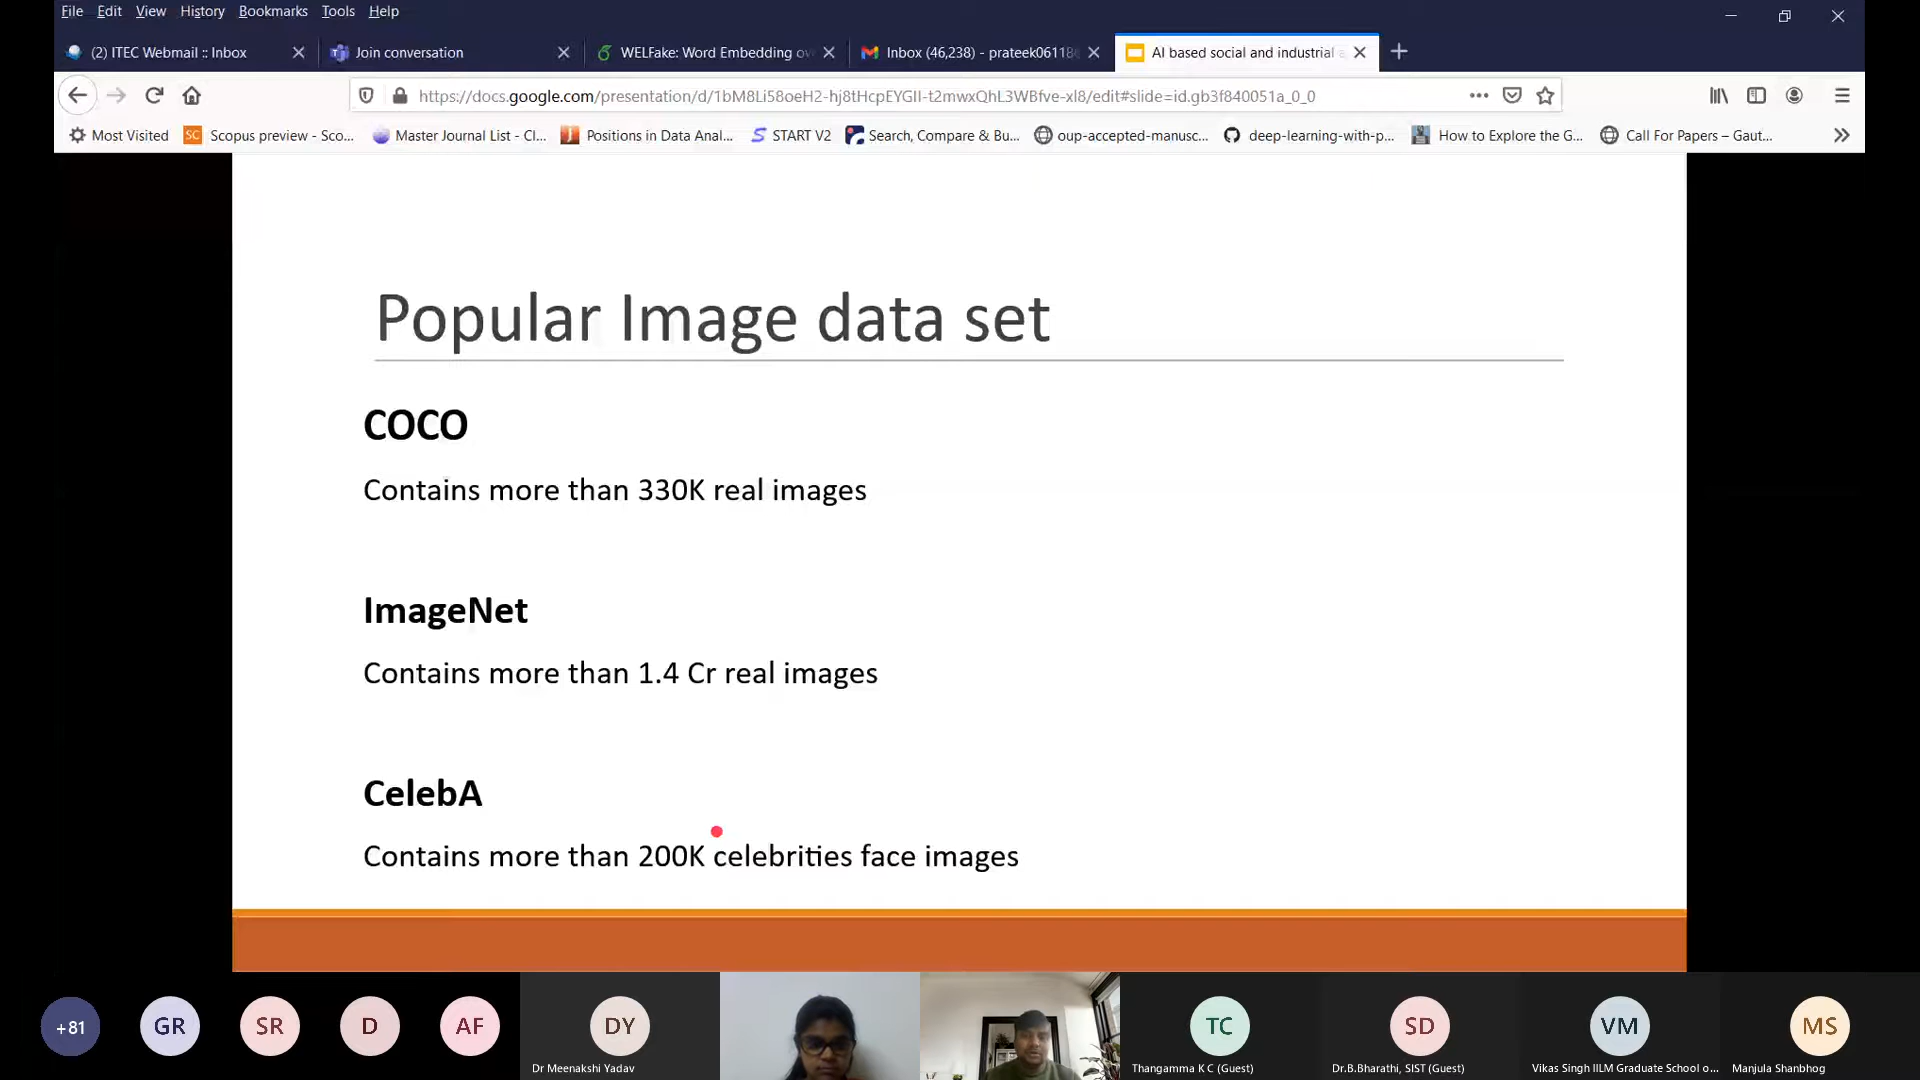 File Edit View History Bookmarks Tools Help
(2) ITEC Webmail :: Inbox
Join conversation
WELFake: Word Embedding ov
Inbox (46,238) - prateek06118
AI based social and industrial a
https://docs.google.com/presentation/d/1bM8Li58oeH2-hj8tHcpEYGII-t2mwxQhL3WBfve-xI8/edit#slide=id.gb3f840051a_0_0
Most Visited
SC Scopus preview - Sco...
Master Journal List - Cl...
Positions in Data Anal...
START V2
Search, Compare & Bu...
oup-accepted-manusc...
deep-learning-with-p...
How to Explore the G...
Call For Papers – Gaut...
Popular Image data set
COCO
Contains more than 330K real images
ImageNet
Contains more than 1.4 Cr real images
CelebA
Contains more than 200K celebrities face images
+81 GR SR D AF DY TC SD VM MS
Dr Meenakshi Yadav
Thangamma K C (Guest)
Dr.B.Bharathi, SIST (Guest)
Vikas Singh IILM Graduate School o...
Manjula Shanbhog